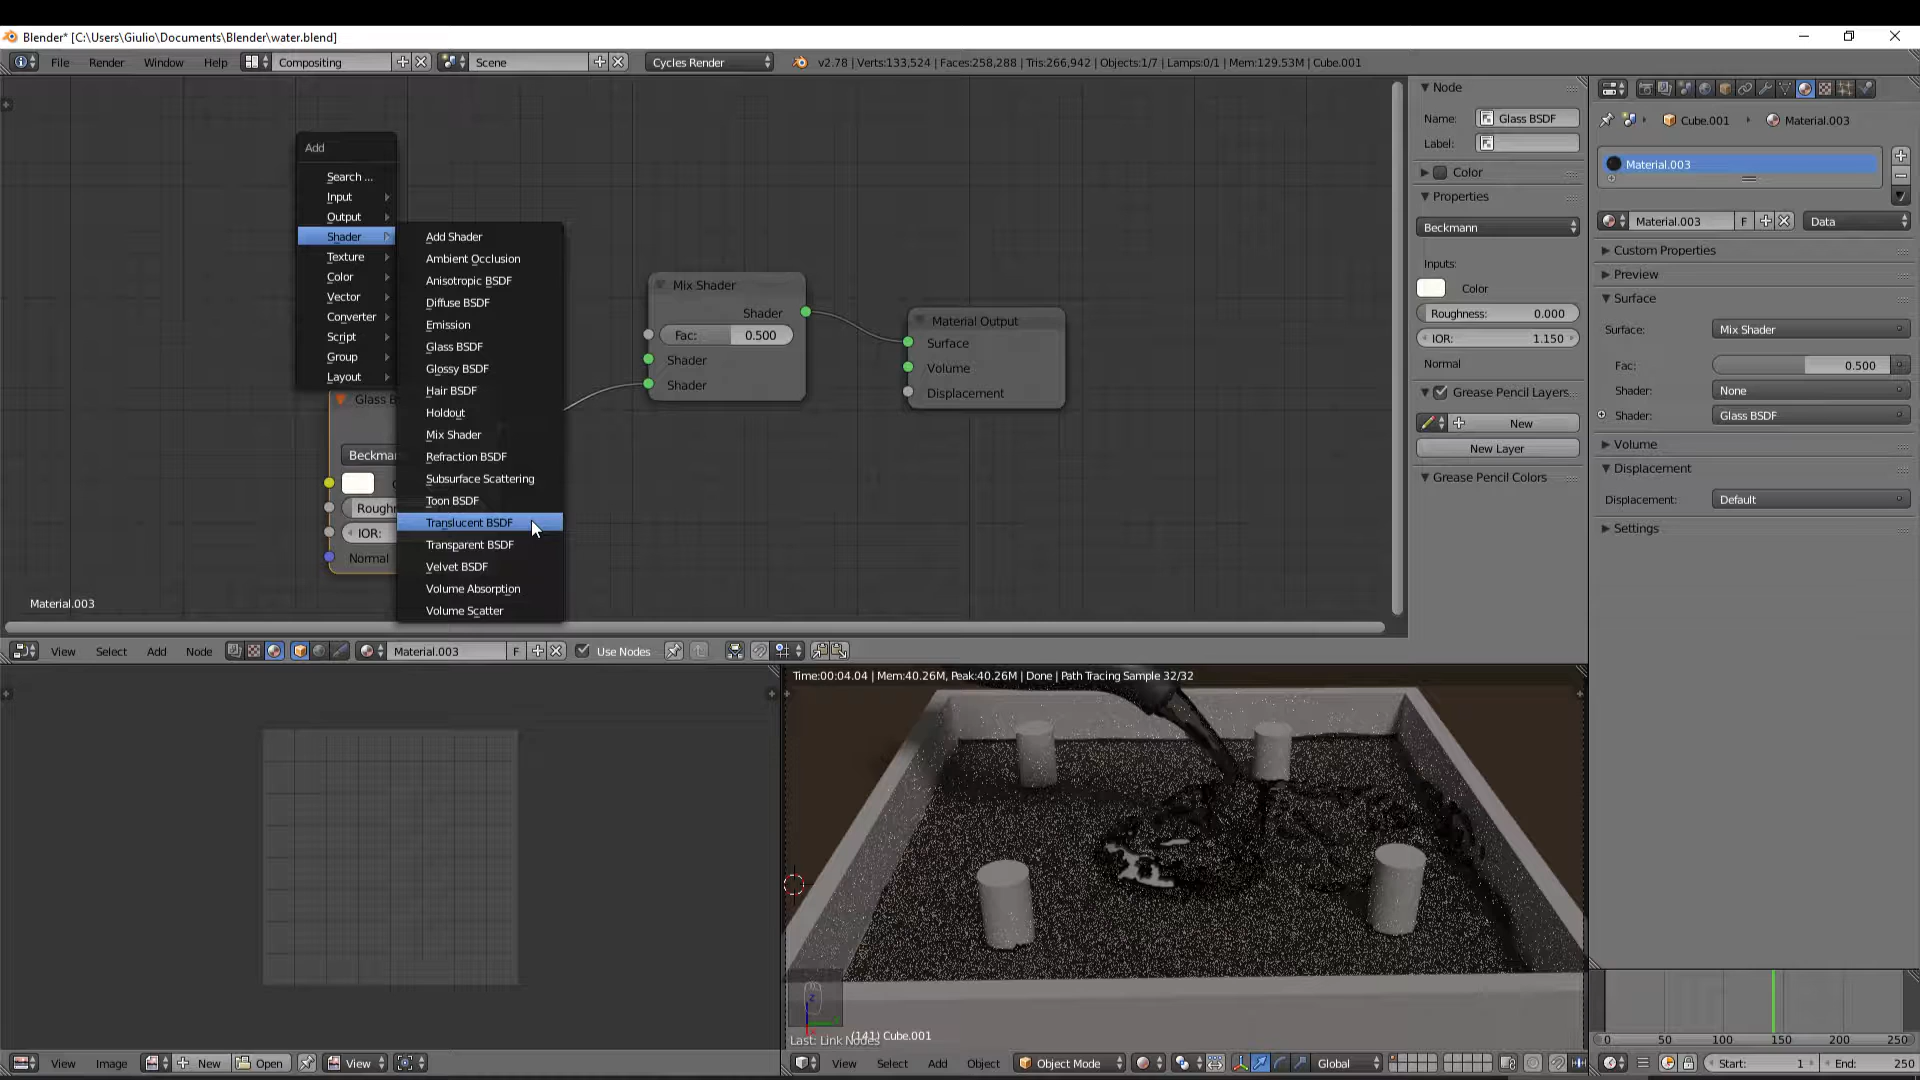 Blender* [C:\Users\Giulio\Documents\Blender\water.blend]
File Render Window Help Compositing Scene Cycles Render v2.78 | Verts:133,524 | Faces:258,288 | Tris:266,942 | Objects:1/7 | Lamps:0/1 | Mem:129.53M | Cube.001
Add
Search ...
Input
Output
Shader
Texture
Color
Vector
Converter
Script
Group
Layout
Add Shader
Ambient Occlusion
Anisotropic BSDF
Diffuse BSDF
Emission
Glass BSDF
Glossy BSDF
Hair BSDF
Holdout
Mix Shader
Refraction BSDF
Subsurface Scattering
Toon BSDF
Translucent BSDF
Transparent BSDF
Velvet BSDF
Volume Absorption
Volume Scatter
Glass B
Beckman
Rough
IOR:
Normal
Mix Shader
Shader
Fac: 0.500
Shader
Shader
Material Output
Surface
Volume
Displacement
Material.003
Node
Name: Glass BSDF
Label:
Color
Properties
Beckmann
Inputs:
Color
Roughness: 0.000
IOR: 1.150
Normal
Grease Pencil Layers
New
New Layer
Grease Pencil Colors
Cube.001 Material.003
Material.003
Material.003 F Data
Custom Properties
Preview
Surface
Surface: Mix Shader
Fac: 0.500
Shader: None
Shader: Glass BSDF
Volume
Displacement
Displacement: Default
Settings
View Select Add Node Material.003 F Use Nodes
Time:00:04.04 | Mem:40.26M, Peak:40.26M | Done | Path Tracing Sample 32/32
z
(141) Cube.001
Last: Link Nodes
View Image New Open View
View Select Add Object Object Mode Global
0 50 100 150 200 250
Start: 1 End: 250